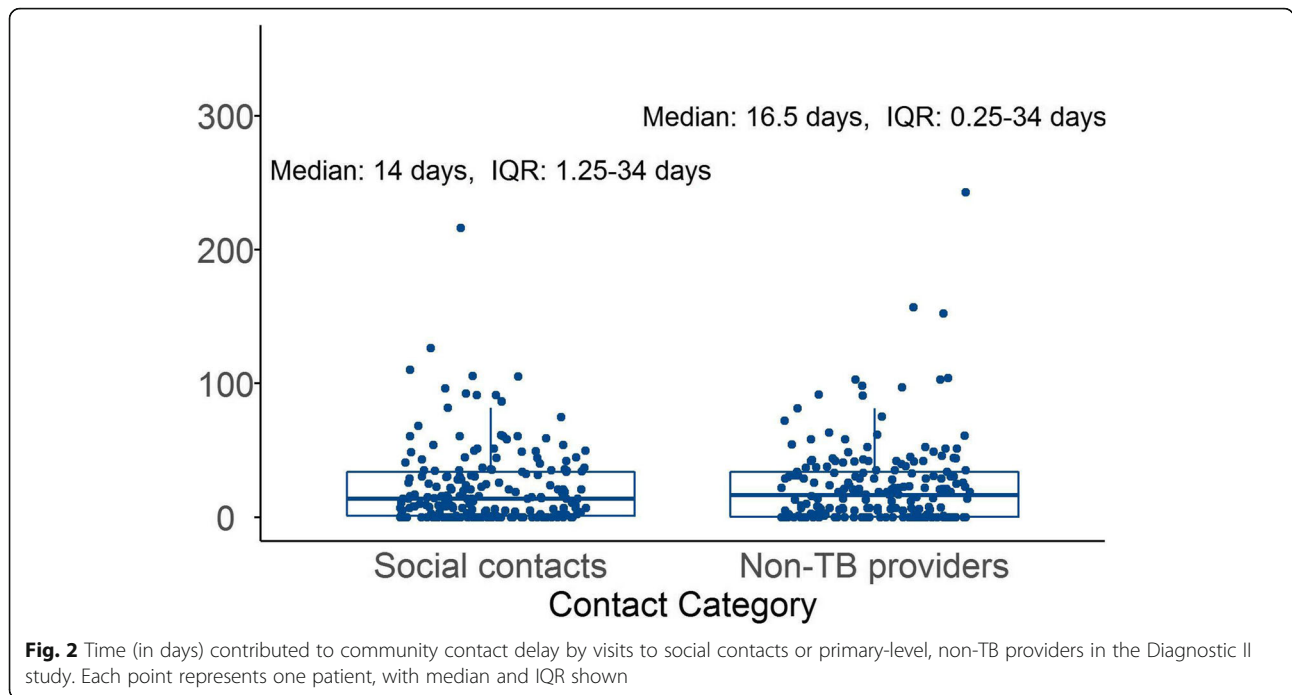 300
Median: 16.5 days, IQR: 0.25-34 days
Median: 14 days, IQR: 1.25-34 days
200
100
0
Social contacts Non-TB providers
Contact Category
Fig. 2 Time (in days) contributed to community contact delay by visits to social contacts or primary-level, non-TB providers in the Diagnostic II
study. Each point represents one patient, with median and IQR shown